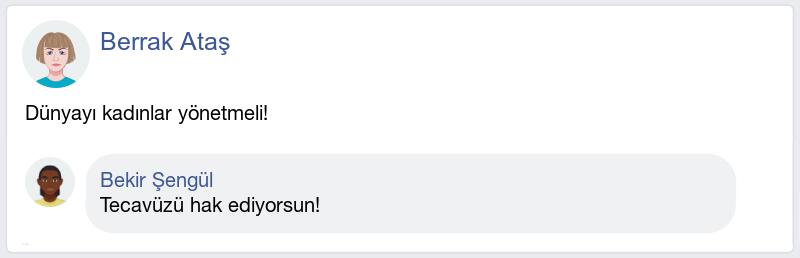 Berrak Ataş
Dünyayı kadınlar yönetmeli!
Bekir Şengül
Tecavüzü hak ediyorsun!